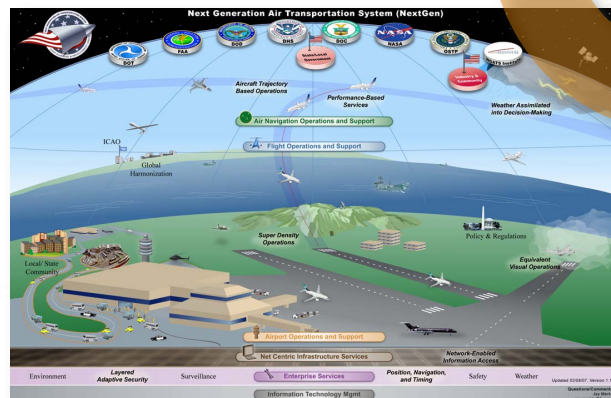 Next Generation Air Transportation System (NextGen)
DOT
FAA
DOD
DHS
DOC
NASA
OSTP
State/Local
Government
Industry &
Community
Aircraft Trajectory
Based Operations
Performance-Based
Services
Weather Assimilated
into Decision-Making
Air Navigation Operations and Support
ICAO
Flight Operations and Support
Global
Harmonization
Super Density
Operations
Policy & Regulations
Local/ State
Community
Equivalent
Visual Operations
Airport Operations and Support
Net Centric Infrastructure Services
Network-Enabled
Information Access
Environment
Layered
Adaptive Security
Surveillance
Enterprise Services
Position, Navigation,
and Timing
Safety
Weather
Information Technology Mgmt